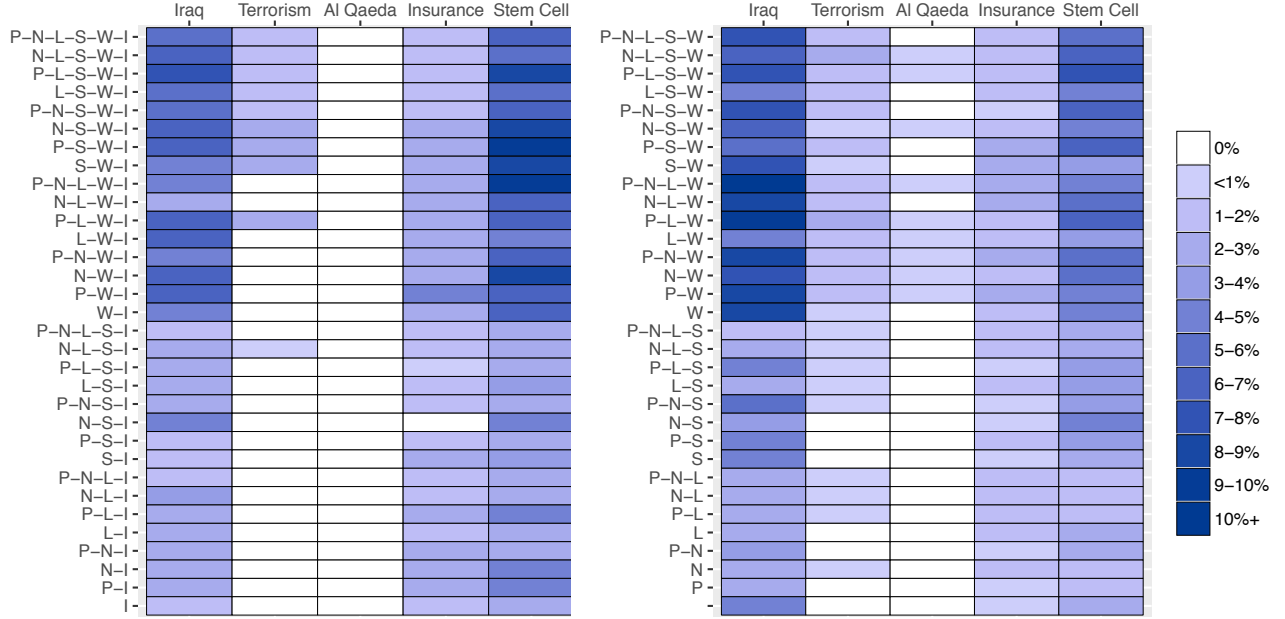 Iraq Terrorism Al Qaeda Insurance Stem Cell
P–N–L–S–W–I
N–L–S–W–I
P–L–S–W–I
L–S–W–I
P–N–S–W–I
N–S–W–I
P–S–W–I
S–W–I
P–N–L–W–I
N–L–W–I
P–L–W–I
L–W–I
P–N–W–I
N–W–I
P–W–I
W–I
P–N–L–S–I
N–L–S–I
P–L–S–I
L–S–I
P–N–S–I
N–S–I
P–S–I
S–I
P–N–L–I
N–L–I
P–L–I
L–I
P–N–I
N–I
P–I
I
Iraq Terrorism Al Qaeda Insurance Stem Cell
P–N–L–S–W
N–L–S–W
P–L–S–W
L–S–W
P–N–S–W
N–S–W
P–S–W
S–W
P–N–L–W
N–L–W
P–L–W
L–W
P–N–W
N–W
P–W
W
P–N–L–S
N–L–S
P–L–S
L–S
P–N–S
N–S
P–S
S
P–N–L
N–L
P–L
L
P–N
N
P
–
0%
<1%
1–2%
2–3%
3–4%
4–5%
5–6%
6–7%
7–8%
8–9%
9–10%
10%+